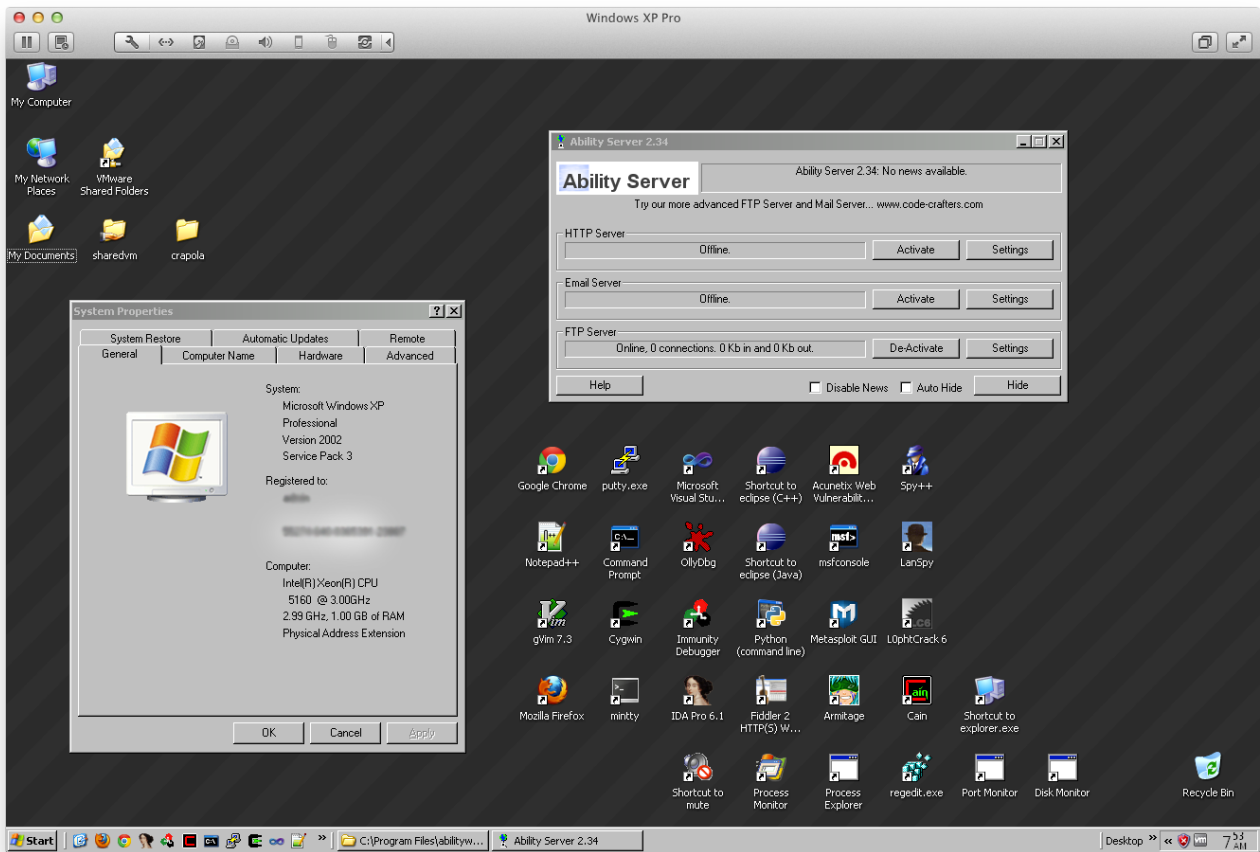 Windows XP Pro
My Computer
My Network
Places
VMware
Shared Folders
My Documents
sharedvm
crapola
Ability Server 2.34
Ability Server
Ability Server 2.34: No news available.
Try our more advanced FTP Server and Mail Server... www.code-crafters.com
HTTP Server
Offline.
Activate
Settings
Email Server
Offline.
Activate
Settings
FTP Server
Online, 0 connections. 0 Kb in and 0 Kb out.
De-Activate
Settings
Help
Disable News
Auto Hide
Hide
System Properties
System Restore
Automatic Updates
Remote
General
Computer Name
Hardware
Advanced
System:
Microsoft Windows XP
Professional
Version 2002
Service Pack 3
Registered to:
Computer:
Intel(R) Xeon(R) CPU
5160 @ 3.00GHz
2.99 GHz, 1.00 GB of RAM
Physical Address Extension
OK
Cancel
Apply
Google Chrome
putty.exe
Microsoft
Visual Stu...
Shortcut to
eclipse (C++)
Acunetix Web
Vulnerabilit...
Spy++
Notepad++
Command
Prompt
OllyDbg
Shortcut to
eclipse (Java)
msf>
msfconsole
LanSpy
gVim 7.3
Cygwin
Immunity
Debugger
Python
(command line)
Metasploit GUI
L0phtCrack 6
Mozilla Firefox
mintty
IDA Pro 6.1
Fiddler 2
HTTP(S) W...
Armitage
Cain
Shortcut to
explorer.exe
Shortcut to
mute
Process
Monitor
Process
Explorer
regedit.exe
Port Monitor
Disk Monitor
Recycle Bin
Start
C:\Program Files\abilityw...
Ability Server 2.34
Desktop
7 53 AM